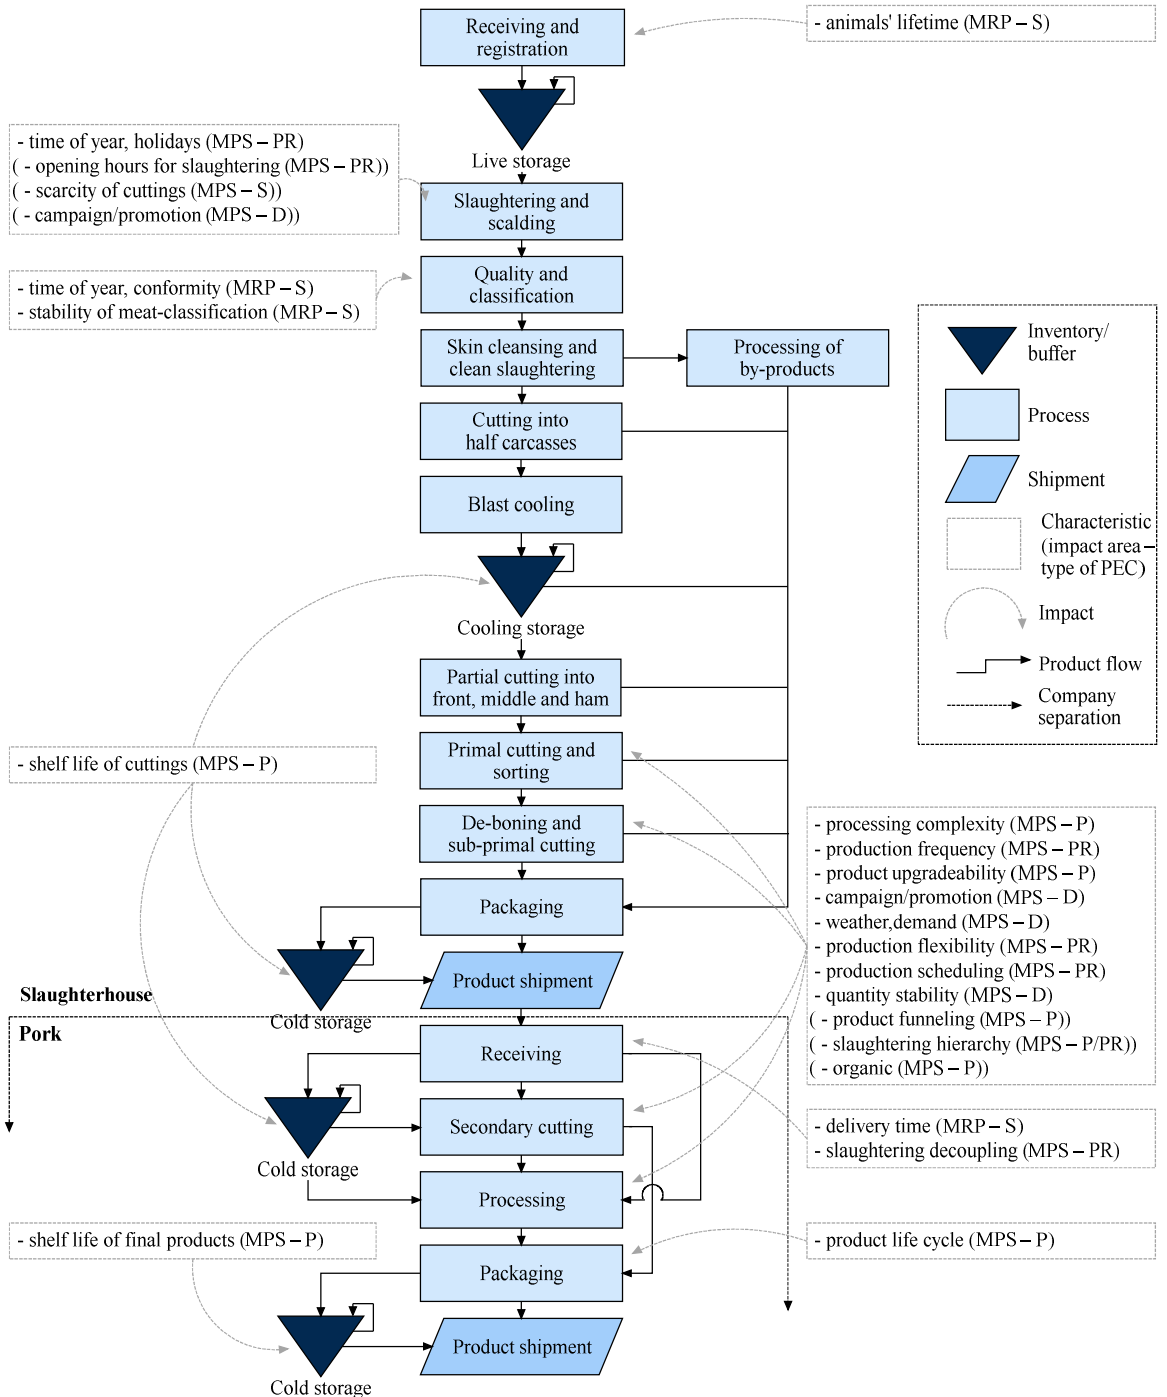 Receiving and
registration
- animals' lifetime (MRP – S)
Live storage
- time of year, holidays (MPS – PR)
( - opening hours for slaughtering (MPS – PR))
( - scarcity of cuttings (MPS – S))
( - campaign/promotion (MPS – D))
Slaughtering and
scalding
Quality and
classification
- time of year, conformity (MRP – S)
- stability of meat-classification (MRP – S)
Skin cleansing and
clean slaughtering
Processing of
by-products
Cutting into
half carcasses
Blast cooling
Cooling storage
Inventory/
buffer
Process
Shipment
Characteristic
(impact area –
type of PEC)
Impact
Product flow
Company
separation
Partial cutting into
front, middle and ham
Primal cutting and
sorting
- shelf life of cuttings (MPS – P)
De-boning and
sub-primal cutting
Packaging
Product shipment
Cold storage
- processing complexity (MPS – P)
- production frequency (MPS – PR)
- product upgradeability (MPS – P)
- campaign/promotion (MPS – D)
- weather,demand (MPS – D)
- production flexibility (MPS – PR)
- production scheduling (MPS – PR)
- quantity stability (MPS – D)
( - product funneling (MPS – P))
( - slaughtering hierarchy (MPS – P/PR))
( - organic (MPS – P))
Slaughterhouse
Pork
Receiving
Secondary cutting
Cold storage
- delivery time (MRP – S)
- slaughtering decoupling (MPS – PR)
Processing
Packaging
- shelf life of final products (MPS – P)
- product life cycle (MPS – P)
Product shipment
Cold storage